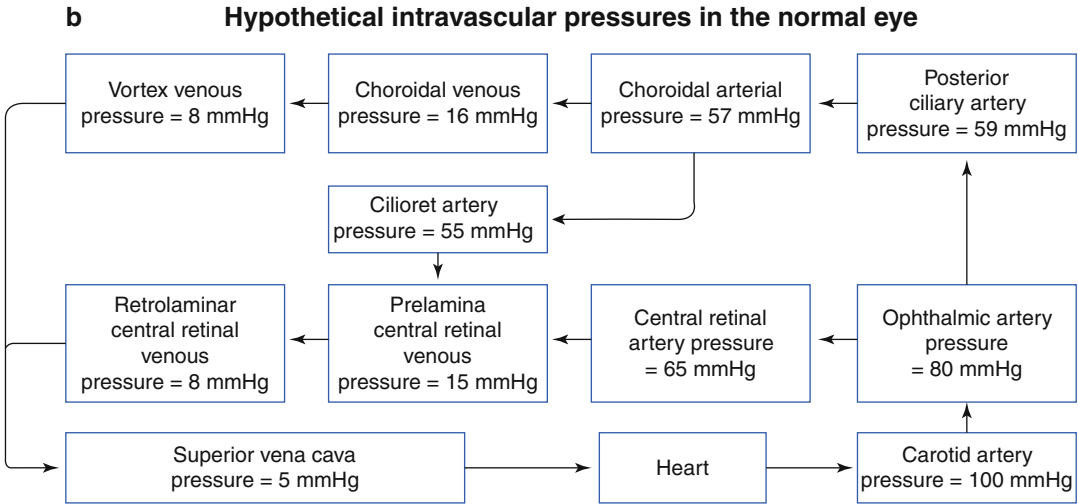 b Hypothetical intravascular pressures in the normal eye
Vortex venous
pressure = 8 mmHg
Choroidal venous
pressure = 16 mmHg
Choroidal arterial
pressure = 57 mmHg
Posterior
ciliary artery
pressure = 59 mmHg
Cilioret artery
pressure = 55 mmHg
Retrolaminar
central retinal
venous
pressure = 8 mmHg
Prelamina
central retinal
venous
pressure = 15 mmHg
Central retinal
artery pressure
= 65 mmHg
Ophthalmic artery
pressure
= 80 mmHg
Superior vena cava
pressure = 5 mmHg
Heart
Carotid artery
pressure = 100 mmHg